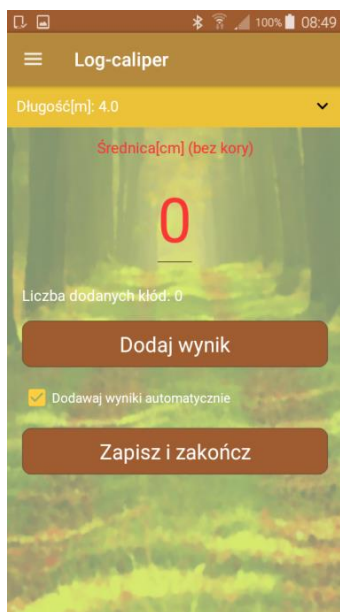 100% 08:49
Log-caliper
Długość[m]: 4.0
Średnica[cm] (bez kory)
0
Liczba dodanych kłód: 0
Dodaj wynik
Dodawaj wyniki automatycznie
Zapisz i zakończ